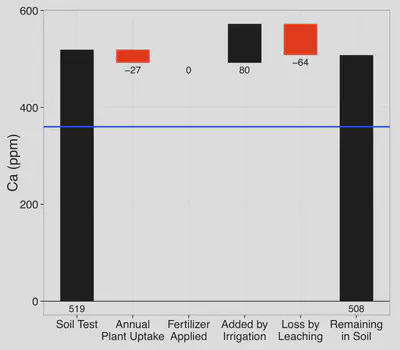 600
400
200
0
Ca (ppm)
−27
0
80
−64
519
508
Soil Test
Annual
Plant Uptake
Fertilizer
Applied
Added by
Irrigation
Loss by
Leaching
Remaining
in Soil